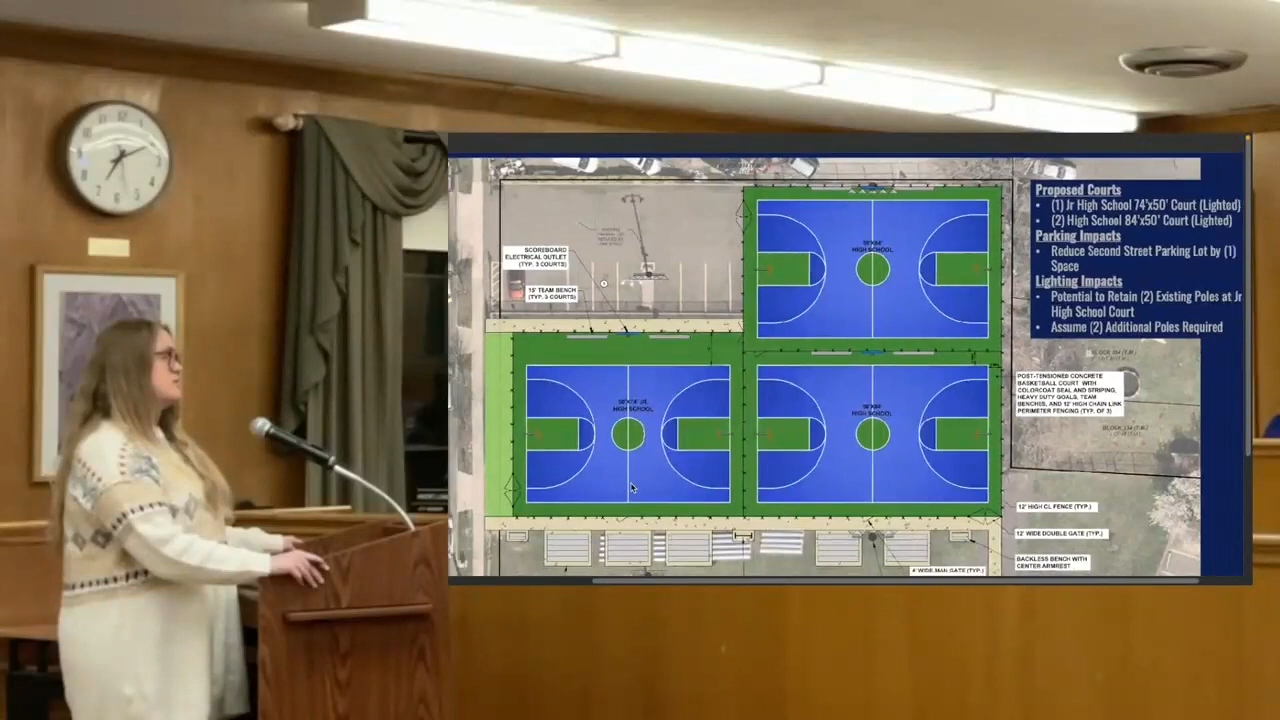 Proposed Courts
• (1) Jr High School 74'x50' Court (Lighted)
• (2) High School 84'x50' Court (Lighted)
Parking Impacts
• Reduce Second Street Parking Lot by (1)
Space
Lighting Impacts
• Potential to Retain (2) Existing Poles at Jr
High School Court
• Assume (2) Additional Poles Required
SCOREBOARD
ELECTRICAL OUTLET
(TYP. 3 COURTS)
15' TEAM BENCH
(TYP. 3 COURTS)
HIGH SCHOOL
50'X74' JR.
HIGH SCHOOL
HIGH SCHOOL
POST-TENSIONED CONCRETE
BASKETBALL COURT WITH
COLORCOAT SEAL AND STRIPING,
HEAVY DUTY GOALS, TEAM
BENCHES, AND 12' HIGH CHAIN LINK
PERIMETER FENCING (TYP. OF 3)
12' HIGH CL FENCE (TYP.)
12' WIDE DOUBLE GATE (TYP.)
BACKLESS BENCH WITH
CENTER ARMREST
4' WIDE MAN GATE (TYP.)